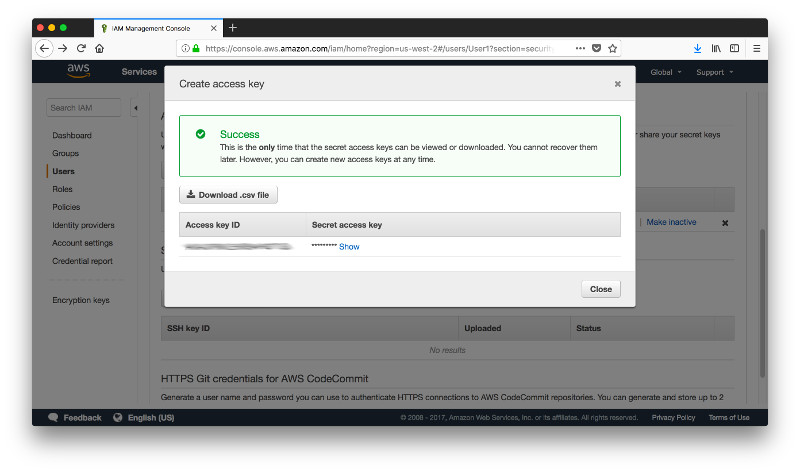 IAM Management Console
https://console.aws.amazon.com/iam/home?region=us-west-2#/users/User1?section=securit
aws
Services
Global
Support
Create access key
Search IAM
Success
This is the only time that the secret access keys can be viewed or downloaded. You cannot recover them
later. However, you can create new access keys at any time.
share your secret keys
Dashboard
Groups
Users
Roles
Policies
Identity providers
Account settings
Credential report
Encryption keys
Download .csv file
Access key ID
Secret access key
********* Show
Make inactive
Close
SSH key ID
Uploaded
Status
No results
HTTPS Git credentials for AWS CodeCommit
Generate a user name and password you can use to authenticate HTTPS connections to AWS CodeCommit repositories. You can generate and store up to 2
Feedback
English (US)
© 2008 - 2017, Amazon Web Services, Inc. or its affiliates. All rights reserved.
Privacy Policy
Terms of Use